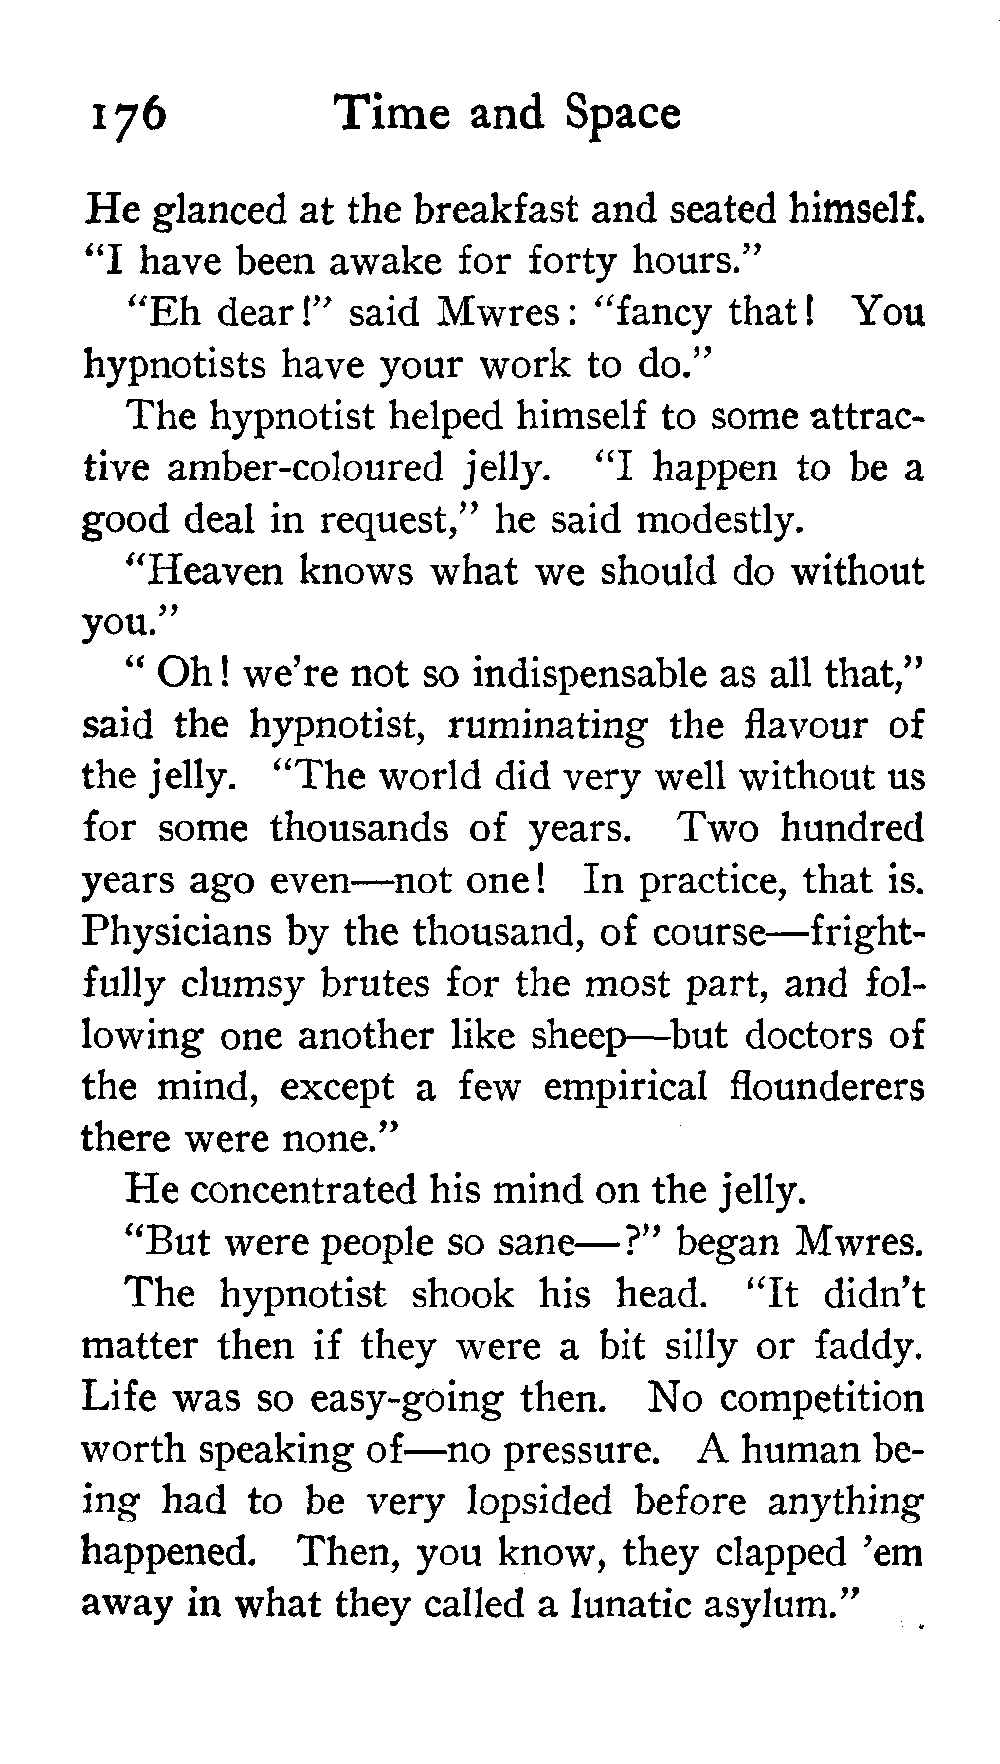 176 Time and Space
He glanced at the breakfast and seated himself.
“I have been awake for forty hours.”
“Eh dear!” said Mwres: “fancy that! You
hypnotists have your work to do.”
The hypnotist helped himself to some attrac-
tive amber-coloured jelly. “I happen to be a
good deal in request,” he said modestly.
“Heaven knows what we should do without
you.”
“ Oh! we’re not so indispensable as all that,”
said the hypnotist, ruminating the flavour of
the jelly. “The world did very well without us
for some thousands of years. Two hundred
years ago even—not one! In practice, that is.
Physicians by the thousand, of course—fright-
fully clumsy brutes for the most part, and fol-
lowing one another like sheep—but doctors of
the mind, except a few empirical flounderers
there were none.”
He concentrated his mind on the jelly.
“But were people so sane—?” began Mwres.
The hypnotist shook his head. “It didn’t
matter then if they were a bit silly or faddy.
Life was so easy-going then. No competition
worth speaking of—no pressure. A human be-
ing had to be very lopsided before anything
happened. Then, you know, they clapped ’em
away in what they called a lunatic asylum.”